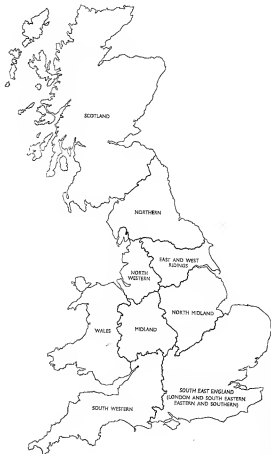 SCOTLAND
NORTHERN
EAST AND WEST
RIDINGS
NORTH
WESTERN
NORTH MIDLAND
WALES
MIDLAND
SOUTH EAST ENGLAND
(LONDON AND SOUTH EASTERN
EASTERN, AND SOUTHERN)
SOUTH WESTERN